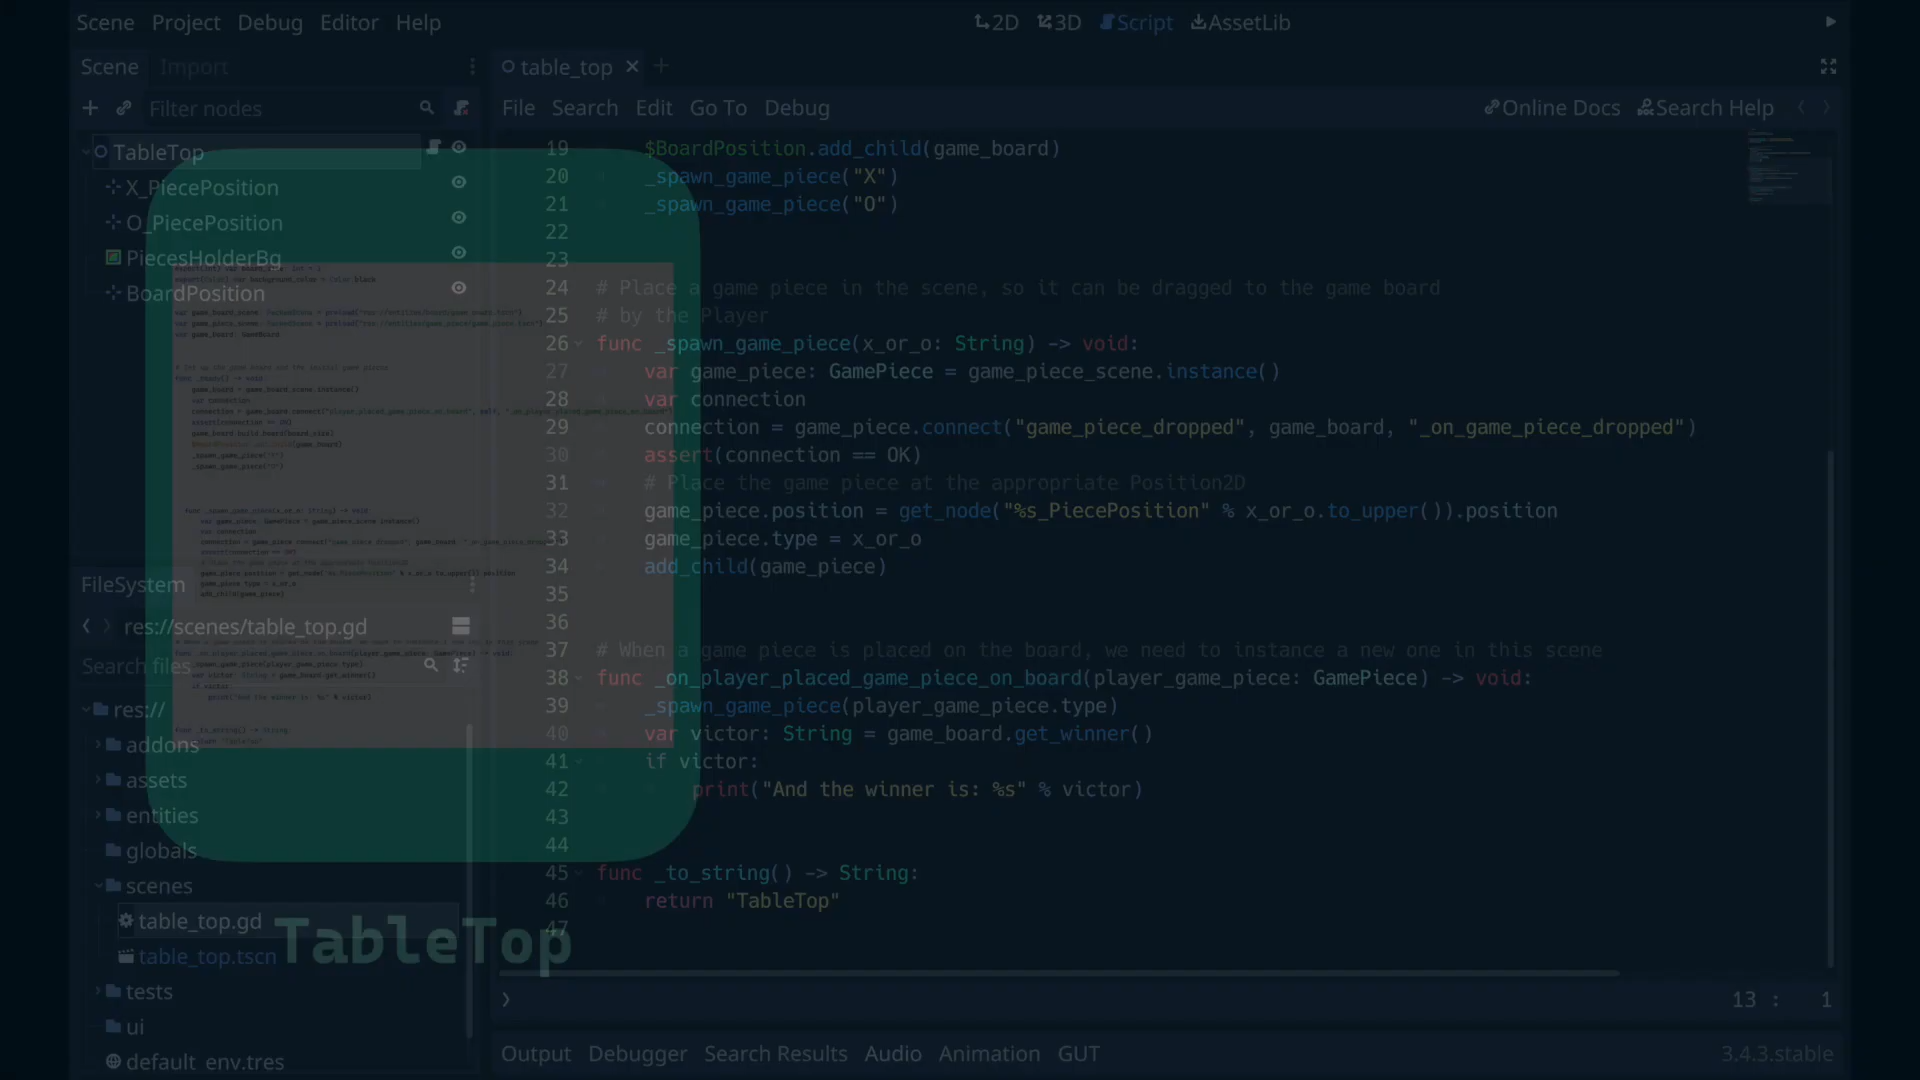 Scene Project Debug Editor Help
2D 3D Script AssetLib
Scene Import
Filter nodes
TableTop
X_PiecePosition
O_PiecePosition
PiecesHolderBg
BoardPosition
FileSystem
res://scenes/table_top.gd
Search files
res://
addons
assets
entities
globals
scenes
table_top.gd
table_top.tscn
tests
ui
default_env.tres
TableTop
table_top
File Search Edit Go To Debug
Online Docs Search Help
19 $BoardPosition.add_child(game_board)
20 _spawn_game_piece("X")
21 _spawn_game_piece("O")
22
23
24 # Place a game piece in the scene, so it can be dragged to the game board
25 # by the Player
26 func _spawn_game_piece(x_or_o: String) -> void:
27 var game_piece: GamePiece = game_piece_scene.instance()
28 var connection
29 connection = game_piece.connect("game_piece_dropped", game_board, "_on_game_piece_dropped")
30 assert(connection == OK)
31 # Place the game piece at the appropriate Position2D
32 game_piece.position = get_node("%s_PiecePosition" % x_or_o.to_upper()).position
33 game_piece.type = x_or_o
34 add_child(game_piece)
35
36
37 # When a game piece is placed on the board, we need to instance a new one in this scene
38 func _on_player_placed_game_piece_on_board(player_game_piece: GamePiece) -> void:
39 _spawn_game_piece(player_game_piece.type)
40 var victor: String = game_board.get_winner()
41 if victor:
42 print("And the winner is: %s" % victor)
43
44
45 func _to_string() -> String:
46 return "TableTop"
47
13 : 1
Output Debugger Search Results Audio Animation GUT
3.4.3.stable